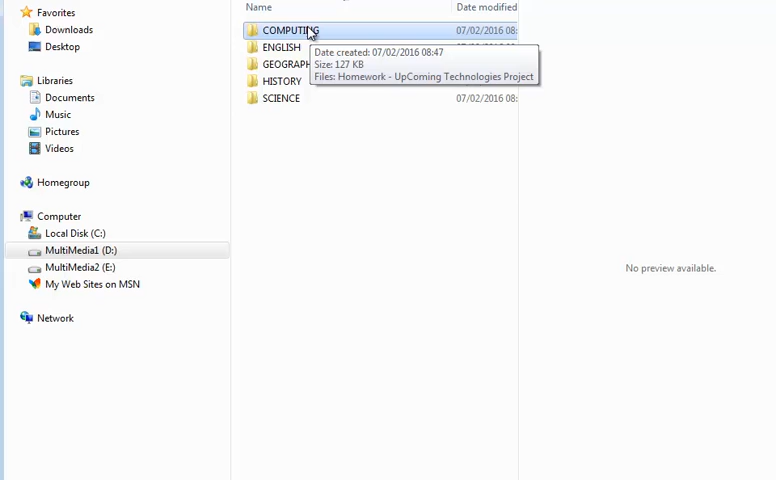 Favorites
Downloads
Desktop
Libraries
Documents
Music
Pictures
Videos
Homegroup
Computer
Local Disk (C:)
MultiMedia1 (D:)
MultiMedia2 (E:)
My Web Sites on MSN
Network
Name Date modified
COMPUTING 07/02/2016 08:
ENGLISH
GEOGRAPH
HISTORY
SCIENCE 07/02/2016 08:
Date created: 07/02/2016 08:47
Size: 127 KB
Files: Homework - UpComing Technologies Project
No preview available.